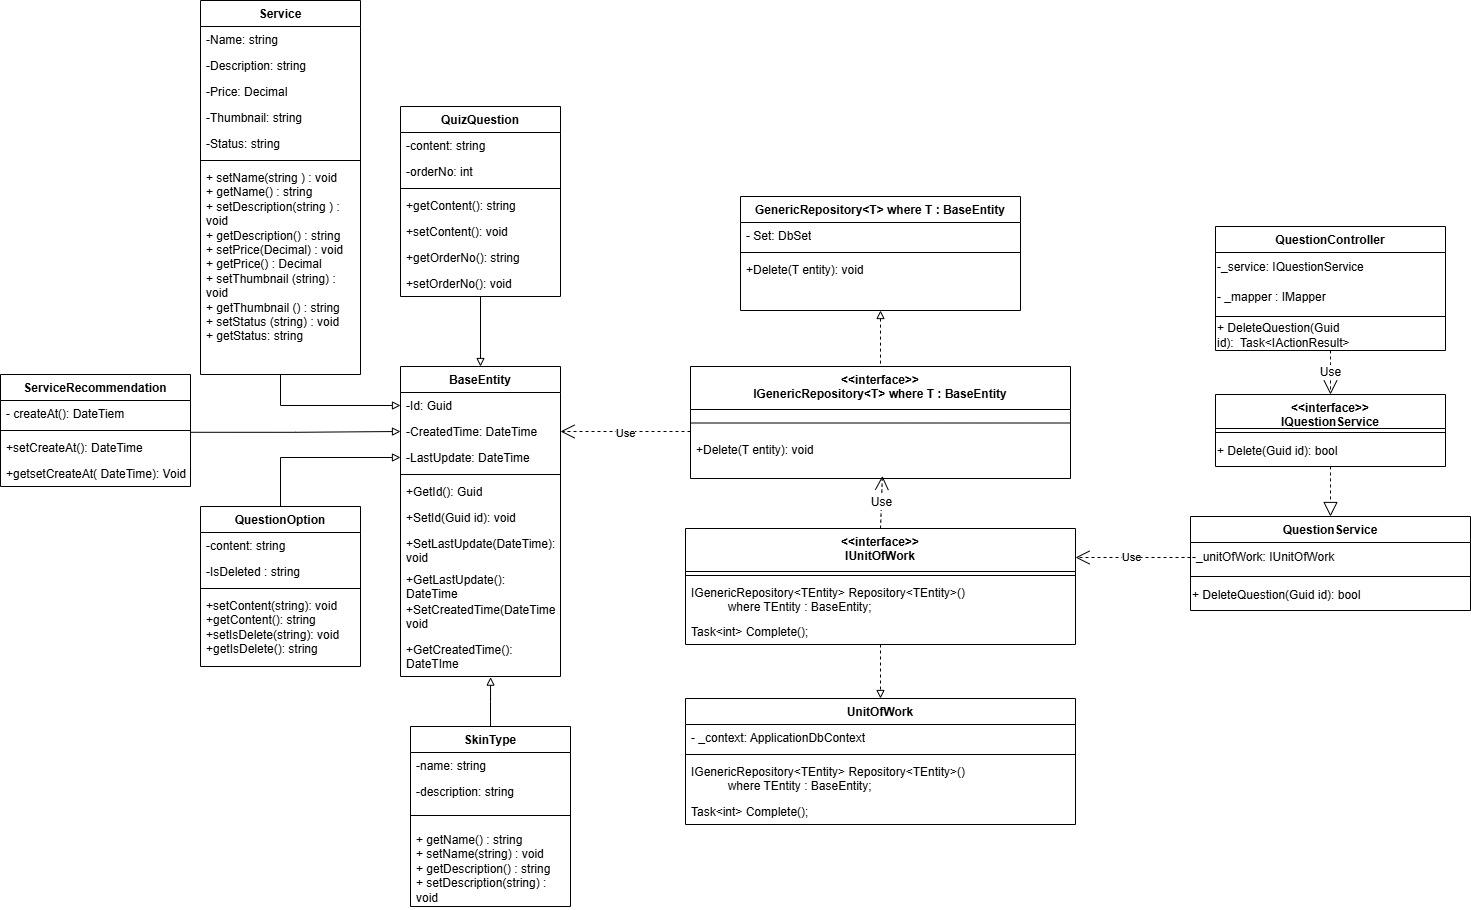 Service
-Name: string
-Description: string
-Price: Decimal
-Thumbnail: string
-Status: string
+ setName(string ) : void
+ getName() : string
+ setDescription(string ) :
void
+ getDescription() : string
+ setPrice(Decimal) : void
+ getPrice() : Decimal
+ setThumbnail (string) :
void
+ getThumbnail () : string
+ setStatus (string) : void
+ getStatus: string
QuizQuestion
-content: string
-orderNo: int
+getContent(): string
+setContent(): void
+getOrderNo(): string
+setOrderNo(): void
ServiceRecommendation
- createAt(): DateTiem
+setCreateAt(): DateTime
+getsetCreateAt( DateTime): Void
BaseEntity
-Id: Guid
-CreatedTime: DateTime
-LastUpdate: DateTime
+GetId(): Guid
+SetId(Guid id): void
+SetLastUpdate(DateTime):
void
+GetLastUpdate():
DateTime
+SetCreatedTime(DateTime
void
+GetCreatedTime():
DateTIme
QuestionOption
-content: string
-IsDeleted : string
+setContent(string): void
+getContent(): string
+setIsDelete(string): void
+getIsDelete(): string
SkinType
-name: string
-description: string
+ getName() : string
+ setName(string) : void
+ getDescription() : string
+ setDescription(string) :
void
GenericRepository<T> where T : BaseEntity
- Set: DbSet
+Delete(T entity): void
<<interface>>
IGenericRepository<T> where T : BaseEntity
+Delete(T entity): void
Use
Use
<<interface>>
IUnitOfWork
IGenericRepository<TEntity> Repository<TEntity>()
where TEntity : BaseEntity;
Task<int> Complete();
UnitOfWork
- _context: ApplicationDbContext
IGenericRepository<TEntity> Repository<TEntity>()
where TEntity : BaseEntity;
Task<int> Complete();
QuestionController
-_service: IQuestionService
- _mapper : IMapper
+ DeleteQuestion(Guid
id): Task<IActionResult>
Use
<<interface>>
IQuestionService
+ Delete(Guid id): bool
QuestionService
-_unitOfWork: IUnitOfWork
+ DeleteQuestion(Guid id): bool
Use